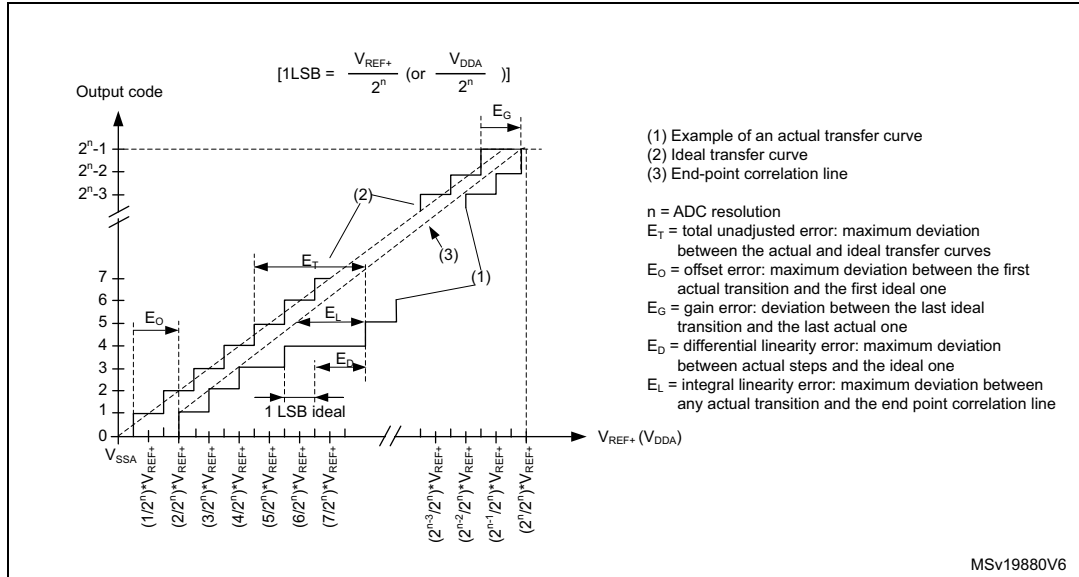 [1LSB = V_REF+ / 2^n (or V_DDA / 2^n )]
Output code
E_G
2^n-1
2^n-2
2^n-3
7
6
5
4
3
2
1
0
(2)
(3)
(1)
E_T
E_O
E_L
E_D
1 LSB ideal
V_SSA
V_REF+ (V_DDA)
(1/2^n)*V_REF+
(2/2^n)*V_REF+
(3/2^n)*V_REF+
(4/2^n)*V_REF+
(5/2^n)*V_REF+
(6/2^n)*V_REF+
(7/2^n)*V_REF+
(2^n-3/2^n)*V_REF+
(2^n-2/2^n)*V_REF+
(2^n-1/2^n)*V_REF+
(2^n/2^n)*V_REF+
(1) Example of an actual transfer curve
(2) Ideal transfer curve
(3) End-point correlation line
n = ADC resolution
E_T = total unadjusted error: maximum deviation
between the actual and ideal transfer curves
E_O = offset error: maximum deviation between the first
actual transition and the first ideal one
E_G = gain error: deviation between the last ideal
transition and the last actual one
E_D = differential linearity error: maximum deviation
between actual steps and the ideal one
E_L = integral linearity error: maximum deviation between
any actual transition and the end point correlation line
MSv19880V6